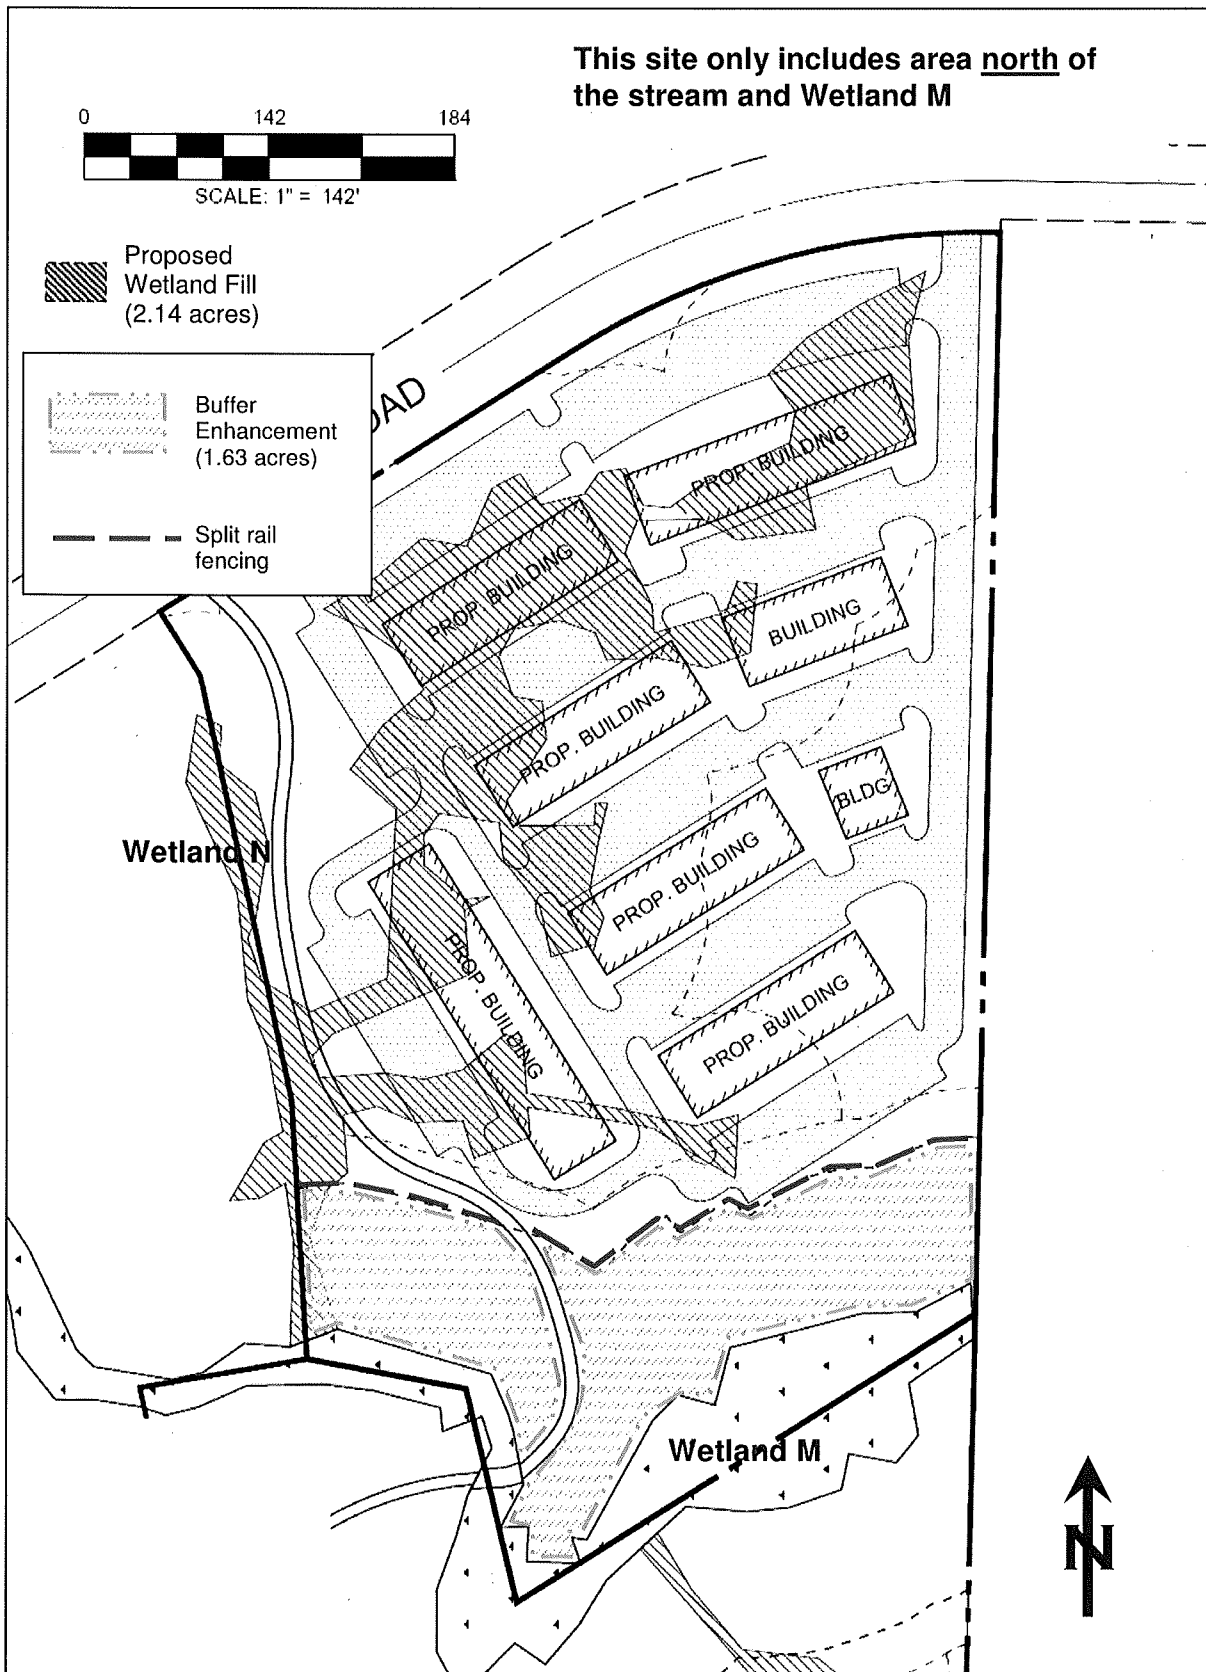 This site only includes area north of
the stream and Wetland M
0 142 184
SCALE: 1" = 142'
Proposed
Wetland Fill
(2.14 acres)
Buffer
Enhancement
(1.63 acres)
Split rail
fencing
OAD
PROP. BUILDING
PROP. BUILDING
BUILDING
PROP. BUILDING
BLDG
PROP. BUILDING
PROP. BUILDING
PROP. BUILDING
Wetland N
Wetland M
N